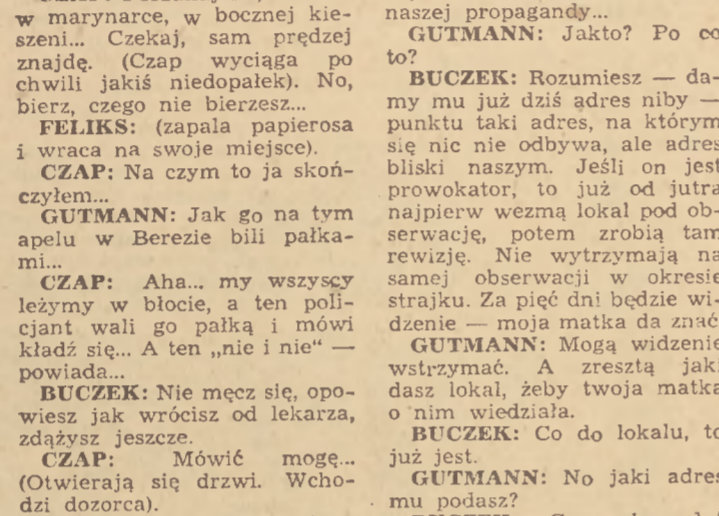 w marynarce, w bocznej kie-
szeni... Czekaj, sam prędzej
znajdę. (Czap wyciąga po
chwili jakiś niedopałek). No,
bierz, czego nie bierzesz...
FELIKS: (zapala papierosa
i wraca na swoje miejsce).
CZAP: Na czym to ja skoń-
czyłem...
GUTMANN: Jak go na tym
apelu w Berezie bili pałka-
mi...
CZAP: Aha... my wszyscy
leżymy w błocie, a ten poli-
cjant wali go pałką i mówi
kładź się... A ten „nie i nie" —
powiada...
BUCZEK: Nie męcz się, opo-
wiesz jak wrócisz od lekarza,
zdążysz jeszcze.
CZAP: Mówić mogę...
(Otwierają się drzwi. Wcho-
dzi dozorca).
naszej propagandy...
GUTMANN: Jakto? Po co
to?
BUCZEK: Rozumiesz — da-
my mu już dziś adres niby —
punktu taki adres, na którym
się nic nie odbywa, ale adres
bliski naszym. Jeśli on jest
prowokator, to już od jutra
najpierw wezmą lokal pod ob-
serwację, potem zrobią tam
rewizję. Nie wytrzymają na
samej obserwacji w okresie
strajku. Za pięć dni będzie wi-
dzenie — moja matka da znać
GUTMANN: Mogą widzenie
wstrzymać. A zresztą jaki
dasz lokal, żeby twoja matka
o nim wiedziała.
BUCZEK: Co do lokalu, to
już jest.
GUTMANN: No jaki adres
mu podasz?